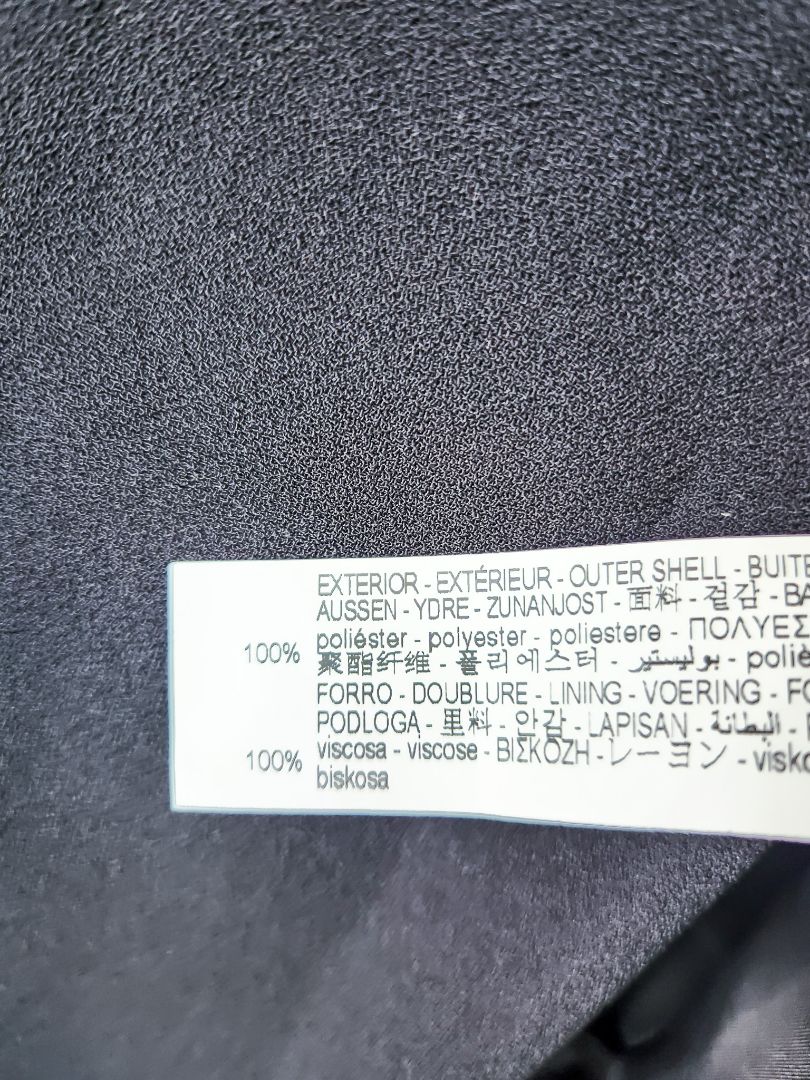 EXTERIOR - EXTÉRIEUR - OUTER SHELL - BUITE
AUSSEN - YDRE - ZUNANJOST - 面料 - 겉감 - BA
100% poliéster - polyester - poliestere - ΠΟΛΥΕΣ
聚酯纤维 - 폴리에스터 - بوليستير - poliè
FORRO - DOUBLURE - LINING - VOERING - FO
PODLOGA - 里料 - 안감 - LAPISAN - البطانة -
100% viscosa - viscose - ΒΙΣΚΟΖΗ - レーヨン - visko
biskosa